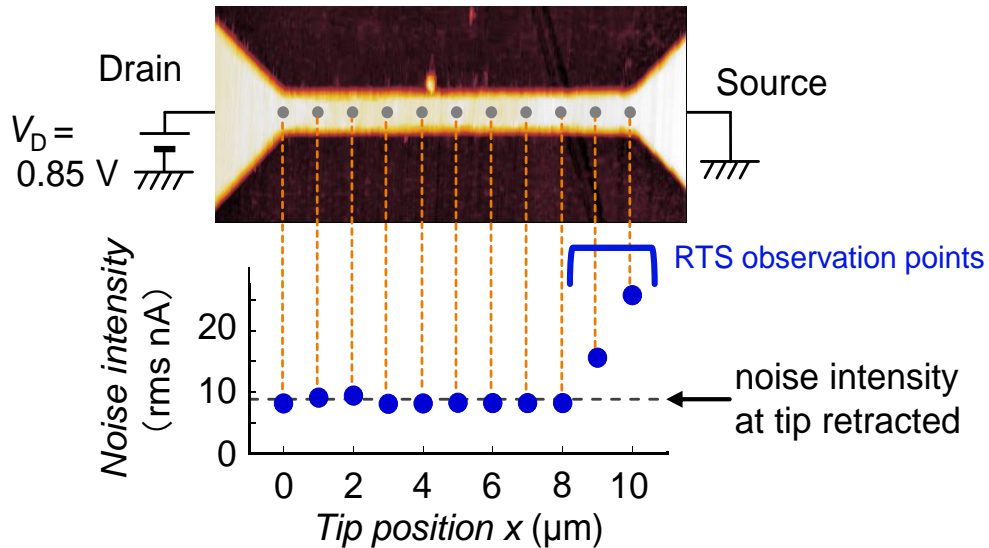 Drain
Source
V_D =
0.85 V
RTS observation points
Noise intensity
(rms nA)
20
10
0
noise intensity
at tip retracted
0 2 4 6 8 10
Tip position x (μm)